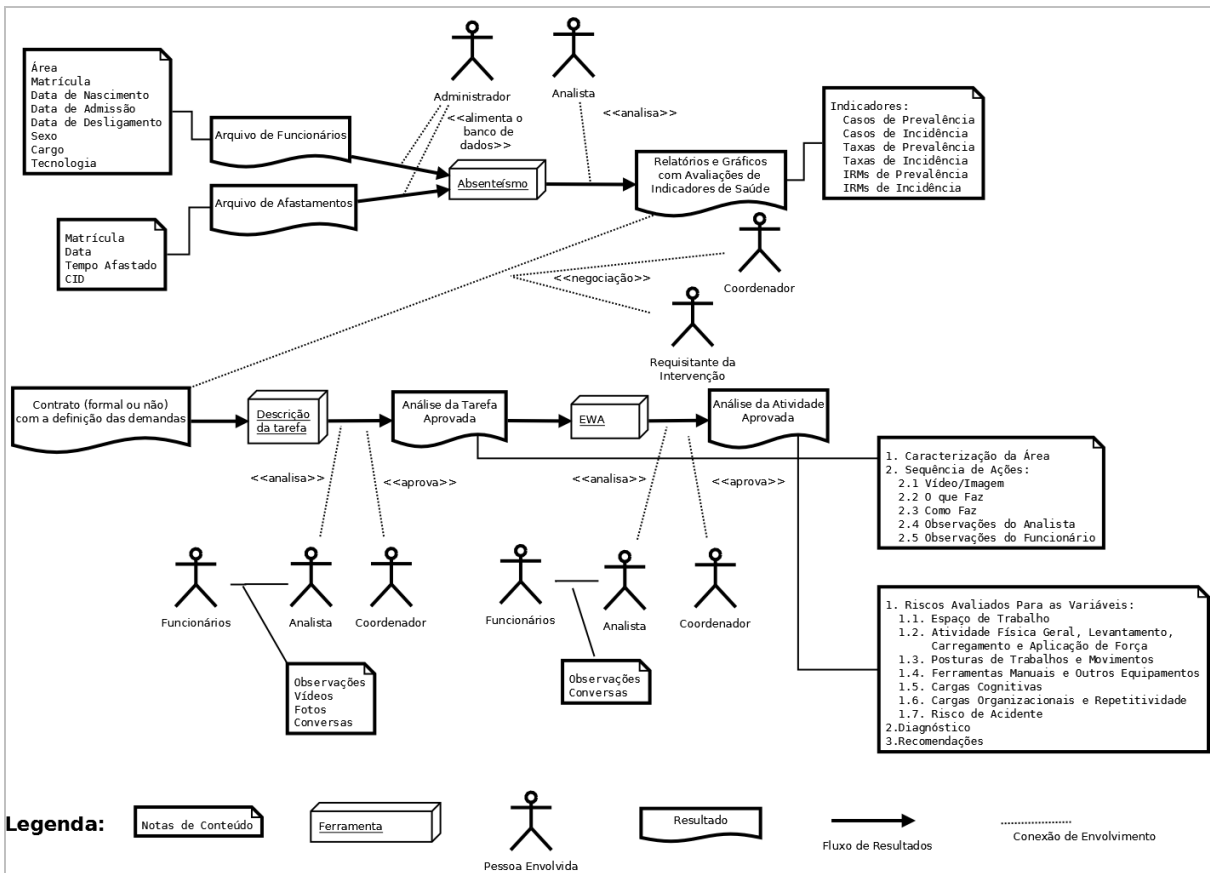 Área
Matrícula
Data de Nascimento
Data de Admissão
Data de Desligamento
Sexo
Cargo
Tecnologia
Arquivo de Funcionários
Administrador
<<alimenta o
banco de
dados>>
Analista
<<analisa>>
Absenteísmo
Relatórios e Gráficos
com Avaliações de
Indicadores de Saúde
Indicadores:
Casos de Prevalência
Casos de Incidência
Taxas de Prevalência
Taxas de Incidência
IRMs de Prevalência
IRMs de Incidência
Arquivo de Afastamentos
Matrícula
Data
Tempo Afastado
CID
<<negociação>>
Coordenador
Requisitante da
Intervenção
Contrato (formal ou não)
com a definição das demandas
Descrição
da tarefa
Análise da Tarefa
Aprovada
EWA
Análise da Atividade
Aprovada
<<analisa>>
<<aprova>>
<<analisa>>
<<aprova>>
1. Caracterização da Área
2. Sequência de Ações:
2.1 Vídeo/Imagem
2.2 O que Faz
2.3 Como Faz
2.4 Observações do Analista
2.5 Observações do Funcionário
Funcionários
Analista
Coordenador
Funcionários
Analista
Coordenador
Observações
Vídeos
Fotos
Conversas
Observações
Conversas
1. Riscos Avaliados Para as Variáveis:
1.1. Espaço de Trabalho
1.2. Atividade Física Geral, Levantamento,
Carregamento e Aplicação de Força
1.3. Posturas de Trabalhos e Movimentos
1.4. Ferramentas Manuais e Outros Equipamentos
1.5. Cargas Cognitivas
1.6. Cargas Organizacionais e Repetitividade
1.7. Risco de Acidente
2.Diagnóstico
3.Recomendações
Legenda:
Notas de Conteúdo
Ferramenta
Pessoa Envolvida
Resultado
Fluxo de Resultados
Conexão de Envolvimento